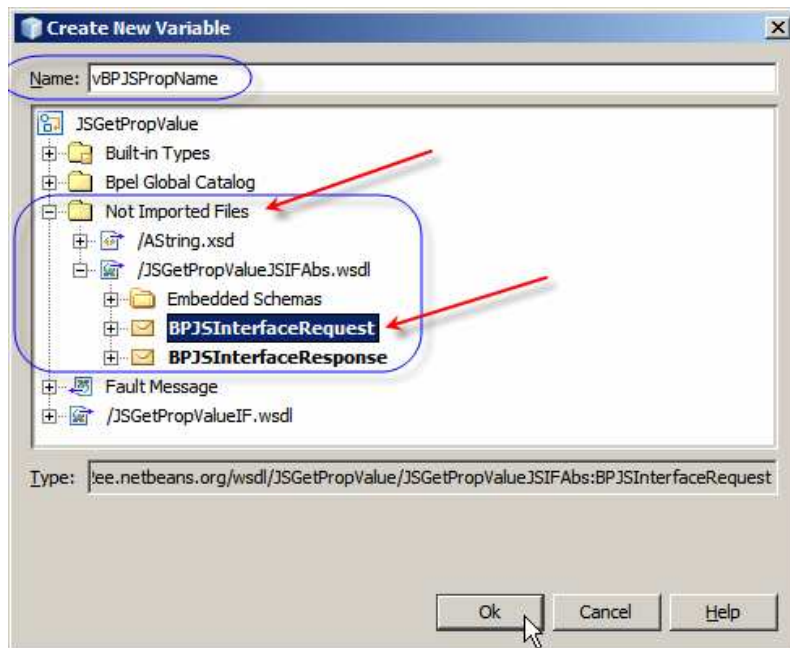 Create New Variable
Name: vBPJSPropName
JSGetPropValue
Built-in Types
Bpel Global Catalog
Not Imported Files
/AString.xsd
/JSGetPropValueJSIFAbs.wsdl
Embedded Schemas
BPJSInterfaceRequest
BPJSInterfaceResponse
Fault Message
/JSGetPropValueIF.wsdl
Type: !ee.netbeans.org/wsdl/JSGetPropValue/JSGetPropValueJSIFAbs:BPJSInterfaceRequest
Ok Cancel Help